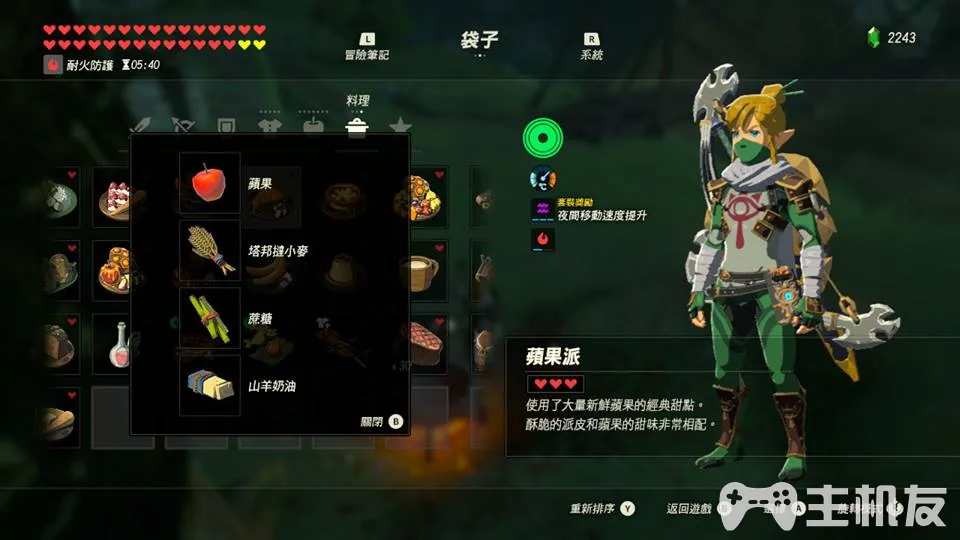 L
冒險筆記
袋子
R
系統
2243
耐火防護 05:40
料理
蘋果
塔邦撻小麥
蔗糖
山羊奶油
關閉 B
套裝獎勵
夜間移動速度提升
蘋果派
使用了大量新鮮蘋果的經典甜點。
酥脆的派皮和蘋果的甜味非常相配。
重新排序 Y
返回遊戲
主机友